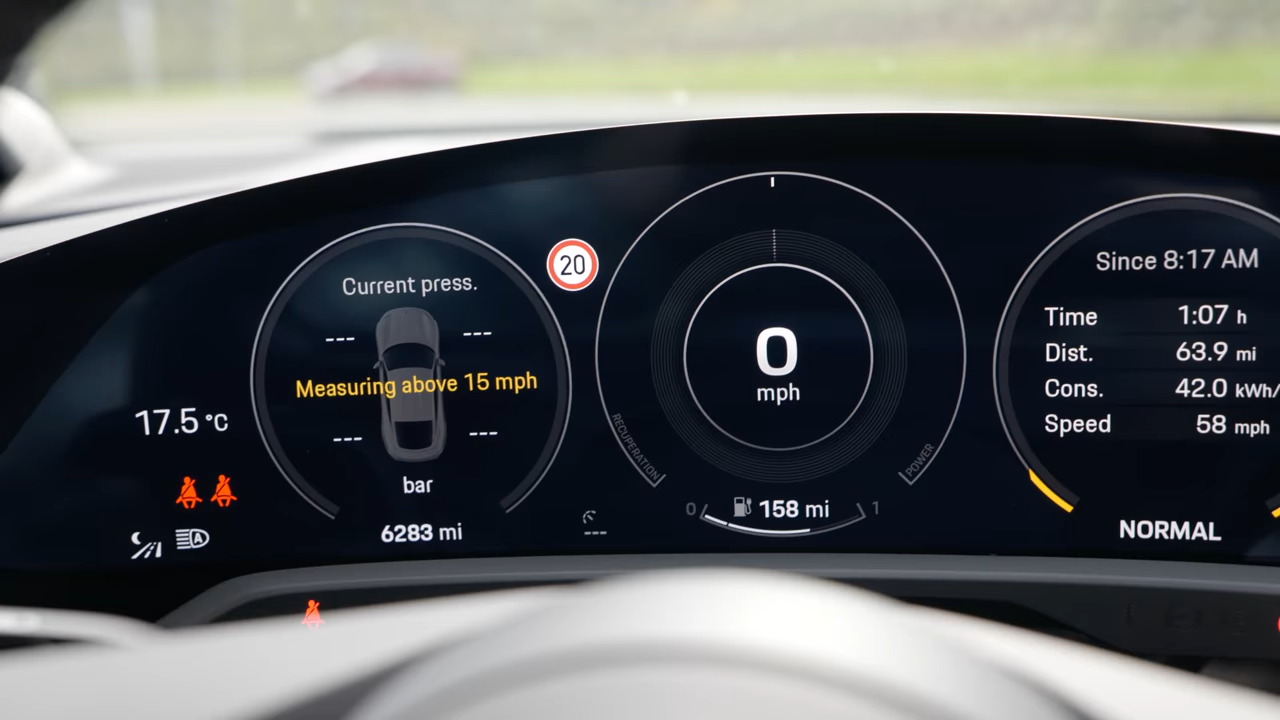 Current press.
--- ---
Measuring above 15 mph
--- ---
bar
6283 mi
17.5 °C
A
20
0
mph
RECUPERATION
POWER
0 158 mi 1
---
Since 8:17 AM
Time 1:07 h
Dist. 63.9 mi
Cons. 42.0 kWh/
Speed 58 mph
NORMAL